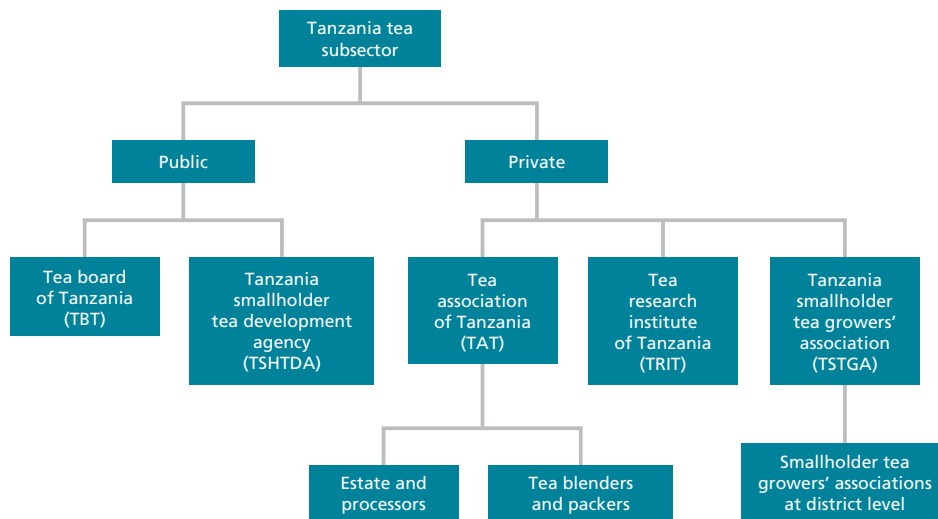 Tanzania tea
subsector
Public
Private
Tea board
of Tanzania
(TBT)
Tanzania
smallholder
tea development
agency
(TSHTDA)
Tea
association
of Tanzania
(TAT)
Tea
research
institute
of Tanzania
(TRIT)
Tanzania
smallholder
tea growers'
association
(TSTGA)
Estate and
processors
Tea blenders
and packers
Smallholder tea
growers' associations
at district level